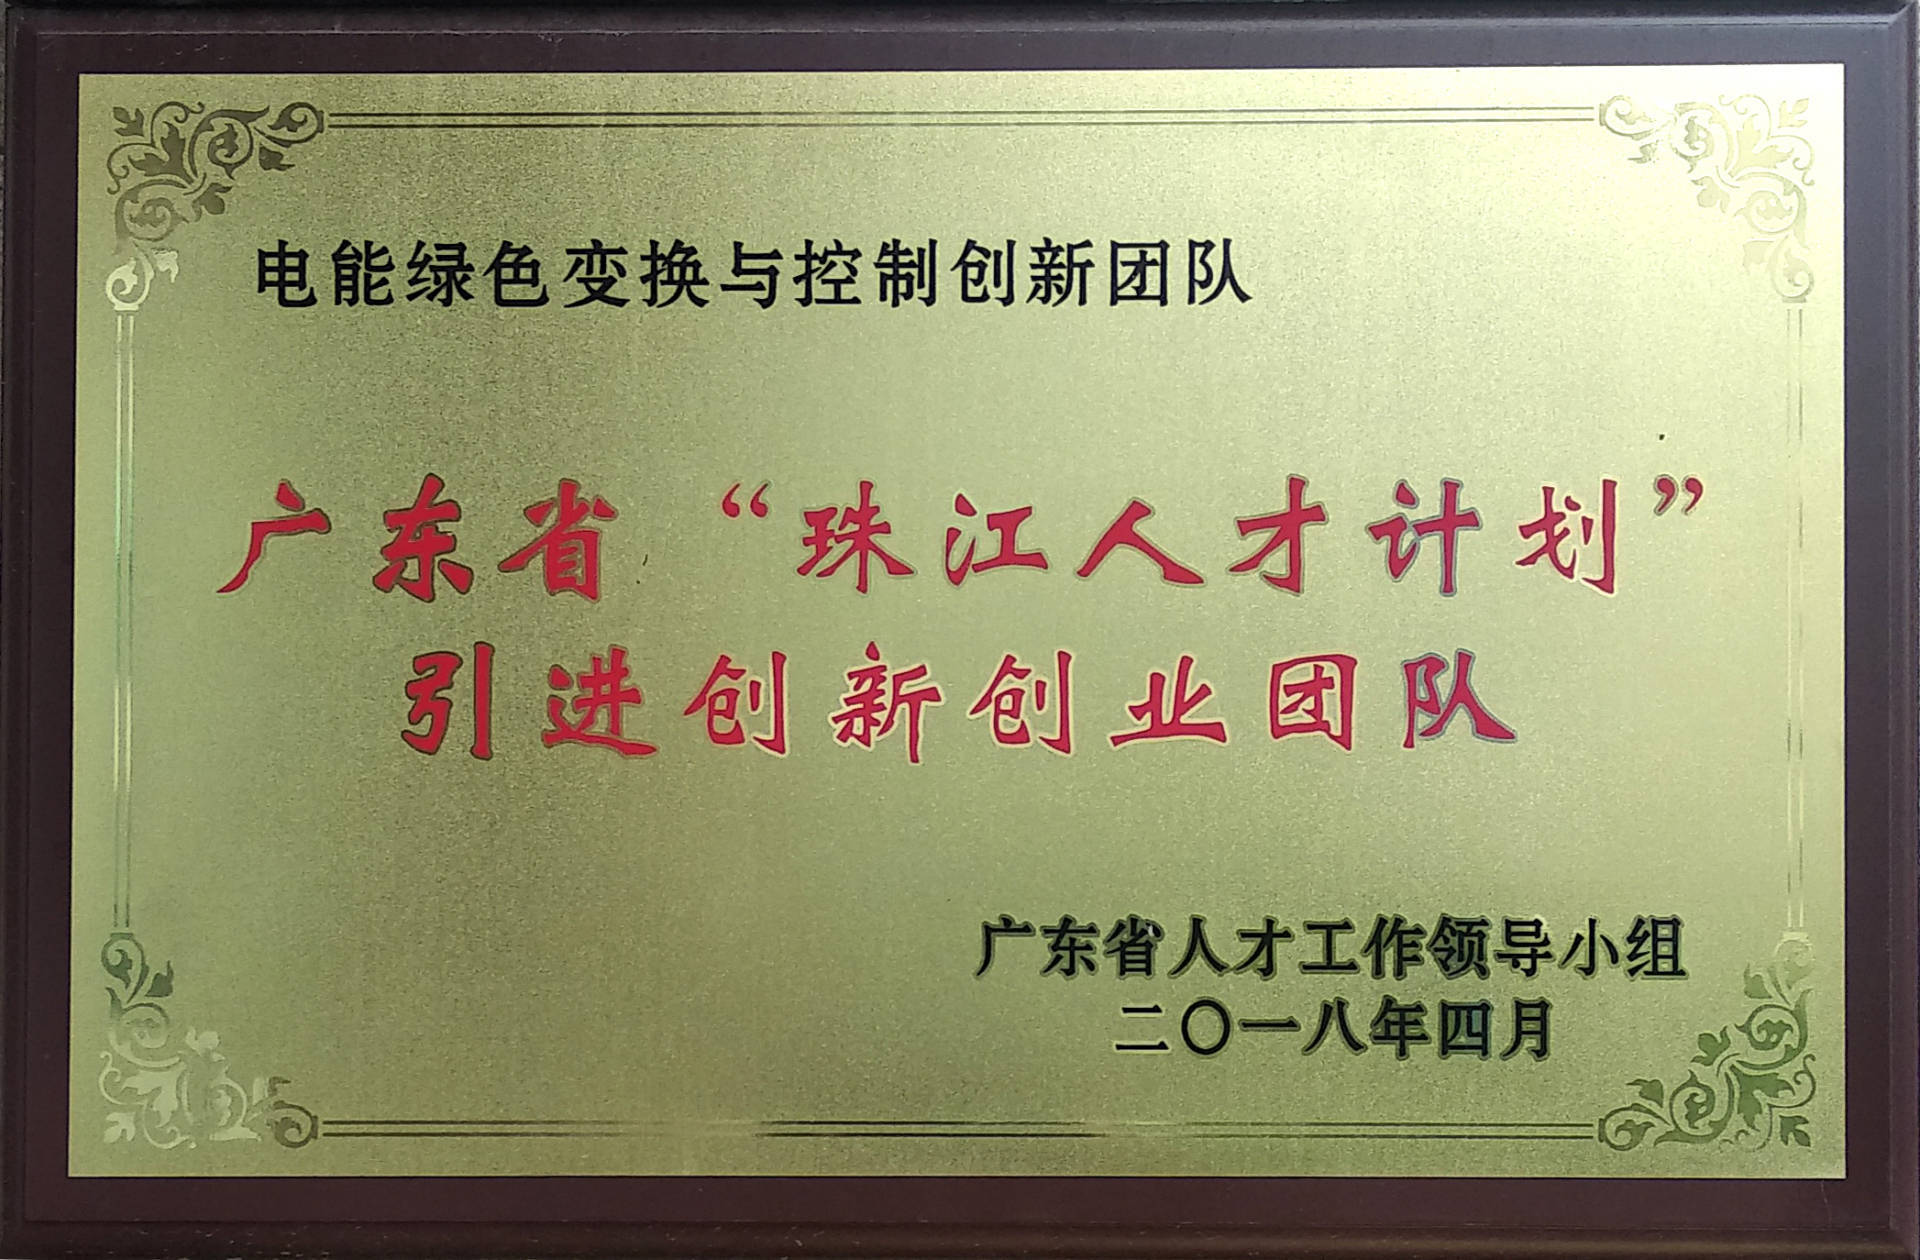 电能绿色变换与控制创新团队
广东省“珠江人才计划”
引进创新创业团队
广东省人才工作领导小组
二〇一八年四月